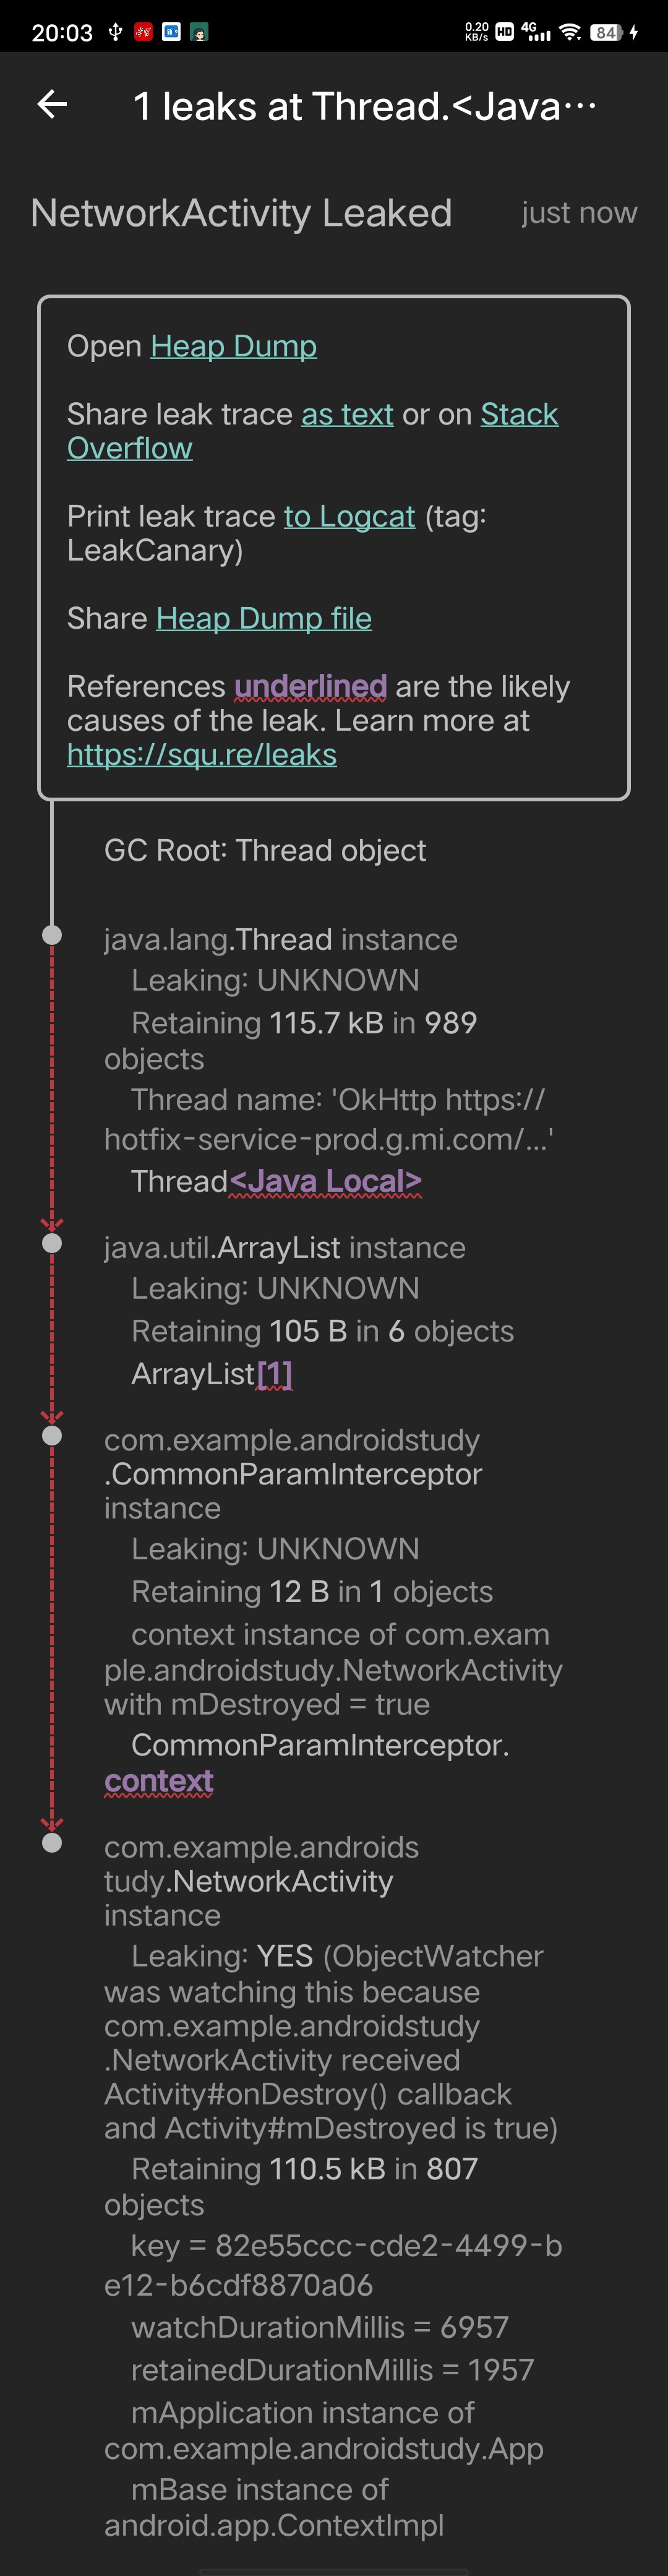 20:03
0.20 KB/s HD 4G 84
1 leaks at Thread.<Java···
NetworkActivity Leaked just now
Open Heap Dump
Share leak trace as text or on Stack
Overflow
Print leak trace to Logcat (tag:
LeakCanary)
Share Heap Dump file
References underlined are the likely
causes of the leak. Learn more at
https://squ.re/leaks
GC Root: Thread object
java.lang.Thread instance
Leaking: UNKNOWN
Retaining 115.7 kB in 989
objects
Thread name: 'OkHttp https://
hotfix-service-prod.g.mi.com/...'
Thread<Java Local>
java.util.ArrayList instance
Leaking: UNKNOWN
Retaining 105 B in 6 objects
ArrayList[1]
com.example.androidstudy
.CommonParamInterceptor
instance
Leaking: UNKNOWN
Retaining 12 B in 1 objects
context instance of com.exam
ple.androidstudy.NetworkActivity
with mDestroyed = true
CommonParamInterceptor.
context
com.example.androids
tudy.NetworkActivity
instance
Leaking: YES (ObjectWatcher
was watching this because
com.example.androidstudy
.NetworkActivity received
Activity#onDestroy() callback
and Activity#mDestroyed is true)
Retaining 110.5 kB in 807
objects
key = 82e55ccc-cde2-4499-b
e12-b6cdf8870a06
watchDurationMillis = 6957
retainedDurationMillis = 1957
mApplication instance of
com.example.androidstudy.App
mBase instance of
android.app.ContextImpl